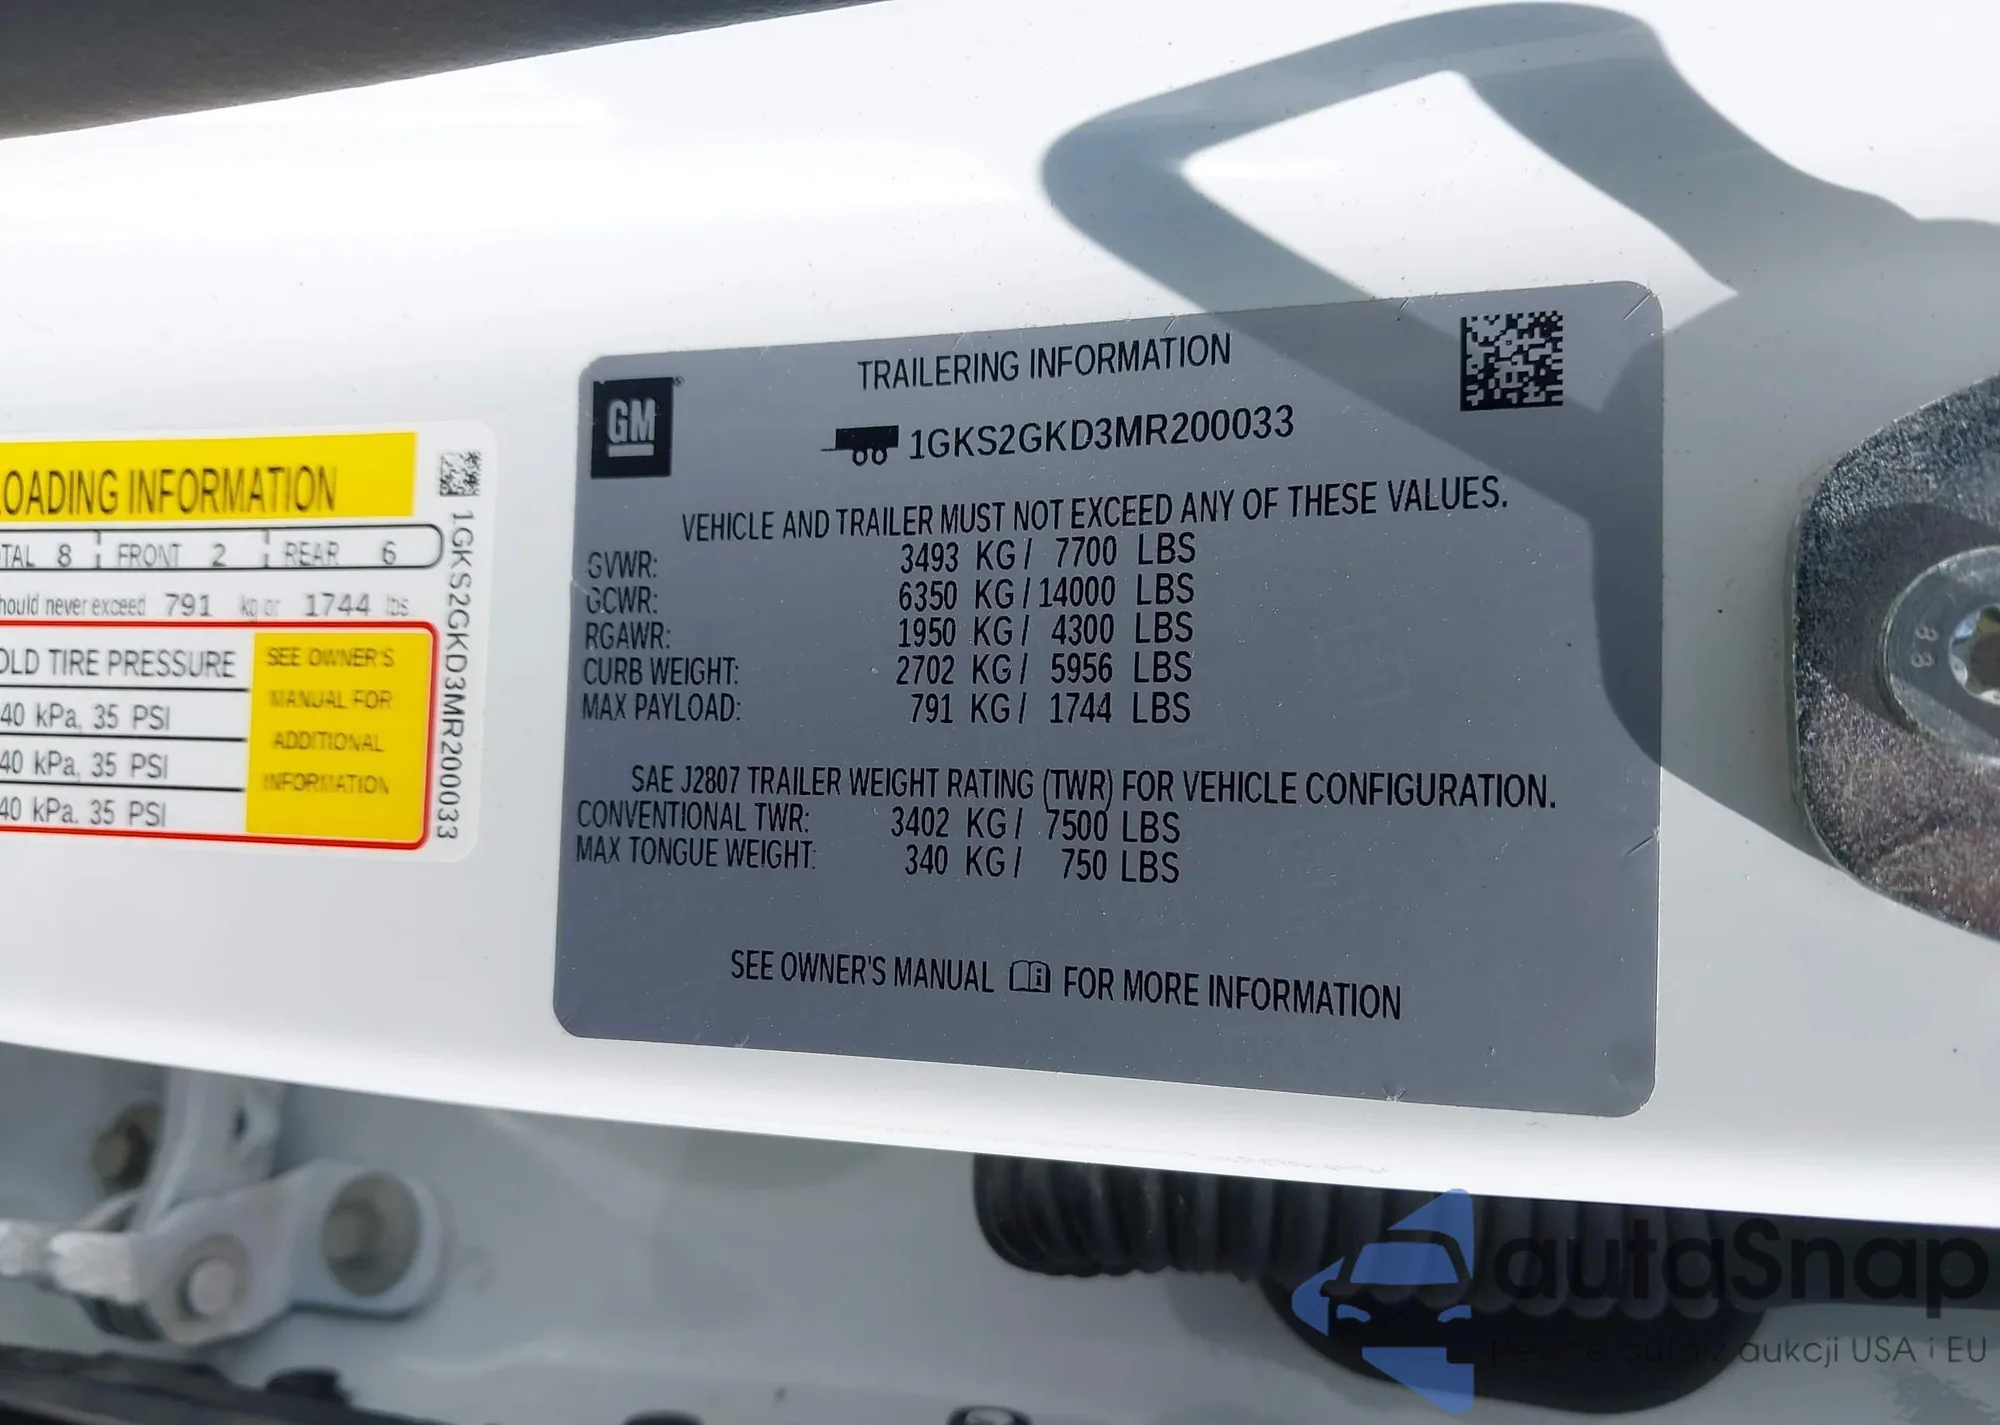 OADING INFORMATION
TAL 8 FRONT 2 REAR 6
hould never exceed 791 kg or 1744 lbs.
OLD TIRE PRESSURE
40 kPa, 35 PSI
40 kPa, 35 PSI
40 kPa, 35 PSI
SEE OWNER'S
MANUAL FOR
ADDITIONAL
INFORMATION
1GKS2GKD3MR200033
GM
TRAILERING INFORMATION
1GKS2GKD3MR200033
VEHICLE AND TRAILER MUST NOT EXCEED ANY OF THESE VALUES.
GVWR: 3493 KG / 7700 LBS
GCWR: 6350 KG / 14000 LBS
RGAWR: 1950 KG / 4300 LBS
CURB WEIGHT: 2702 KG / 5956 LBS
MAX PAYLOAD: 791 KG / 1744 LBS
SAE J2807 TRAILER WEIGHT RATING (TWR) FOR VEHICLE CONFIGURATION.
CONVENTIONAL TWR: 3402 KG / 7500 LBS
MAX TONGUE WEIGHT: 340 KG / 750 LBS
SEE OWNER'S MANUAL FOR MORE INFORMATION
88
autoSnap
aukcji USA i EU